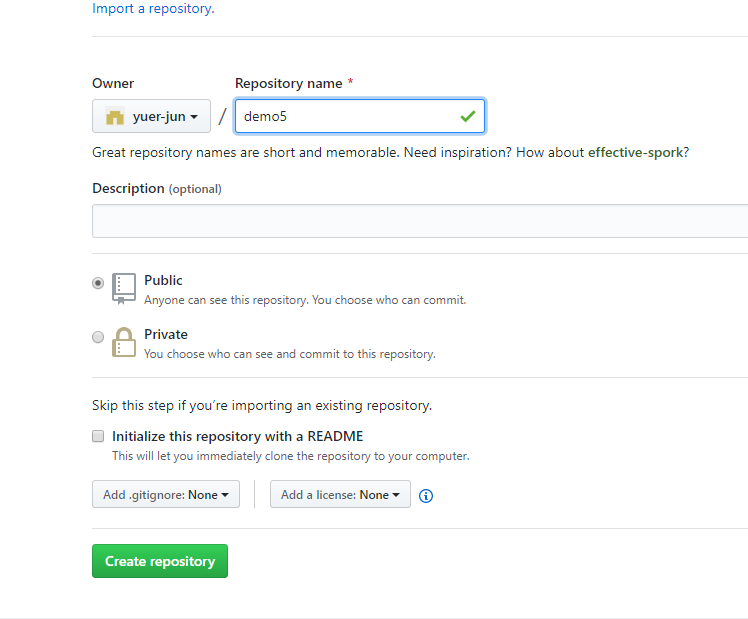 Import a repository.
Owner
Repository name *
yuer-jun
/
demo5
Great repository names are short and memorable. Need inspiration? How about effective-spork?
Description (optional)
Public
Anyone can see this repository. You choose who can commit.
Private
You choose who can see and commit to this repository.
Skip this step if you’re importing an existing repository.
Initialize this repository with a README
This will let you immediately clone the repository to your computer.
Add .gitignore: None
Add a license: None
Create repository